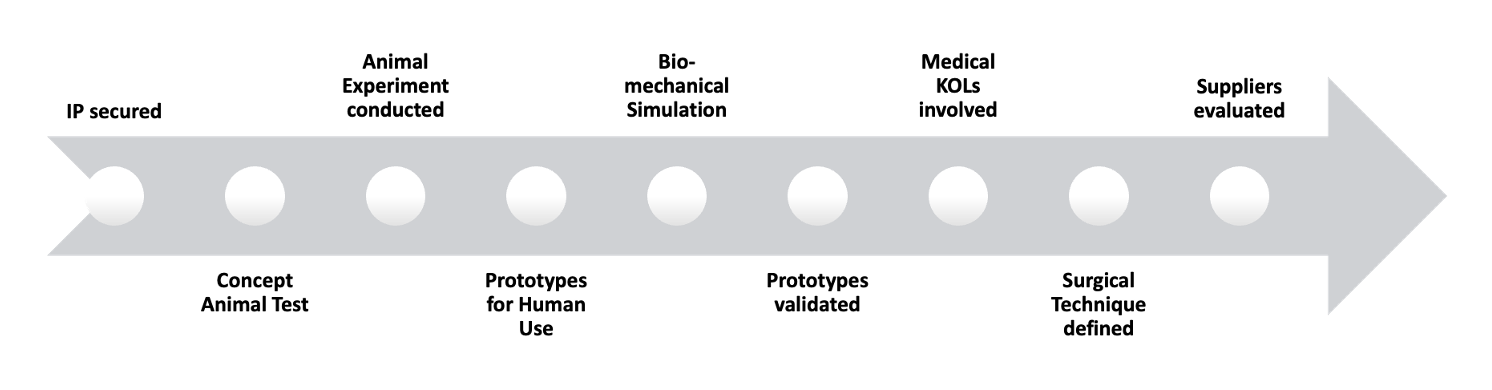 IP secured
Concept
Animal Test
Animal
Experiment
conducted
Prototypes
for Human
Use
Bio-
mechanical
Simulation
Prototypes
validated
Medical
KOLs
involved
Surgical
Technique
defined
Suppliers
evaluated